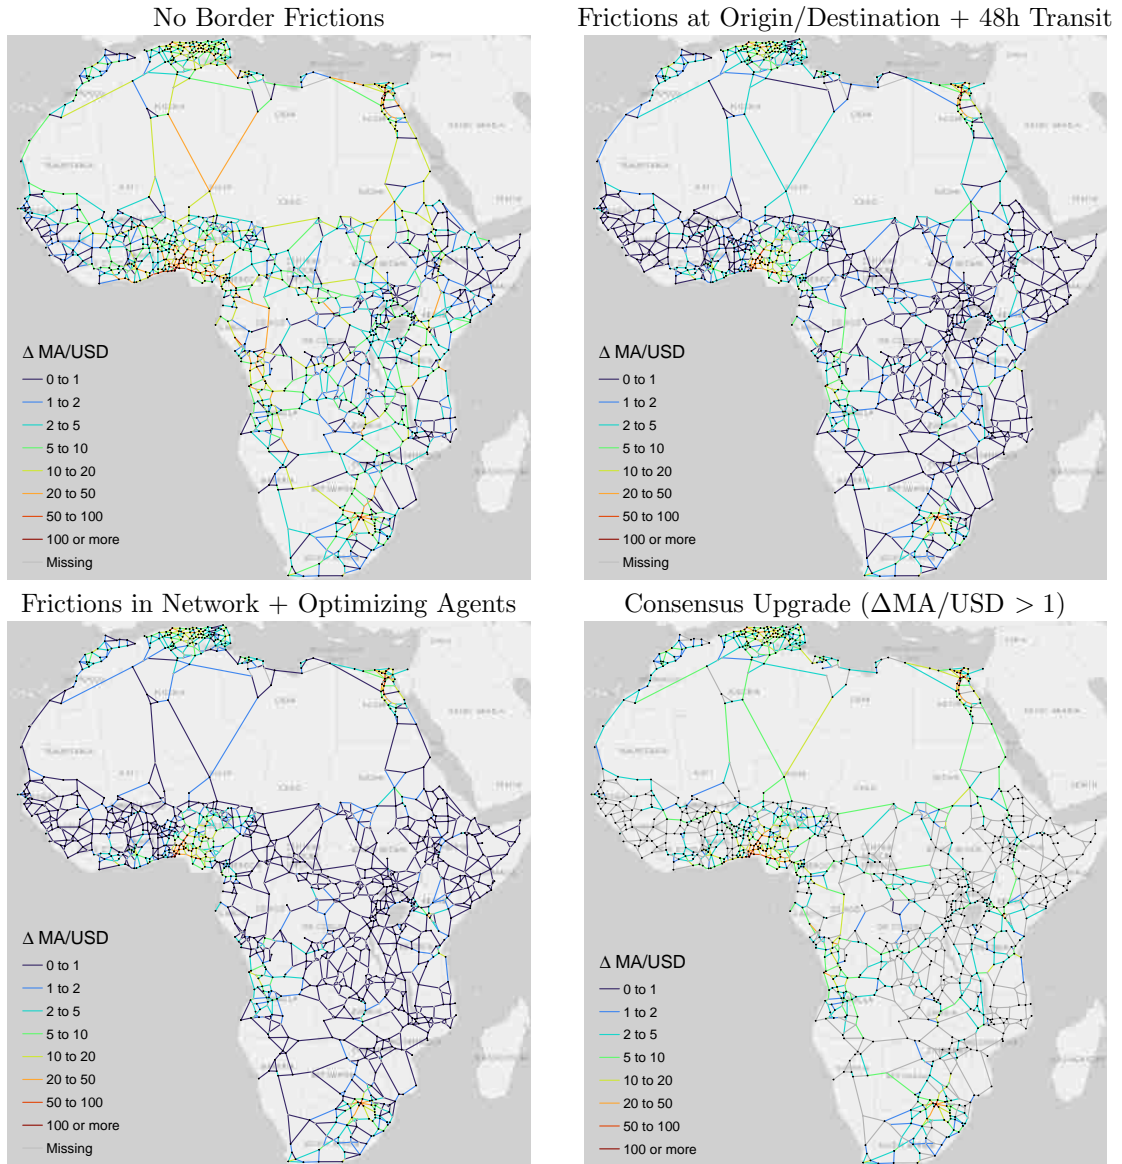 No Border Frictions
Frictions at Origin/Destination + 48h Transit
Δ MA/USD
0 to 1
1 to 2
2 to 5
5 to 10
10 to 20
20 to 50
50 to 100
100 or more
Missing
Δ MA/USD
0 to 1
1 to 2
2 to 5
5 to 10
10 to 20
20 to 50
50 to 100
100 or more
Missing
Frictions in Network + Optimizing Agents
Consensus Upgrade (ΔMA/USD > 1)
Δ MA/USD
0 to 1
1 to 2
2 to 5
5 to 10
10 to 20
20 to 50
50 to 100
100 or more
Missing
Δ MA/USD
0 to 1
1 to 2
2 to 5
5 to 10
10 to 20
20 to 50
50 to 100
100 or more